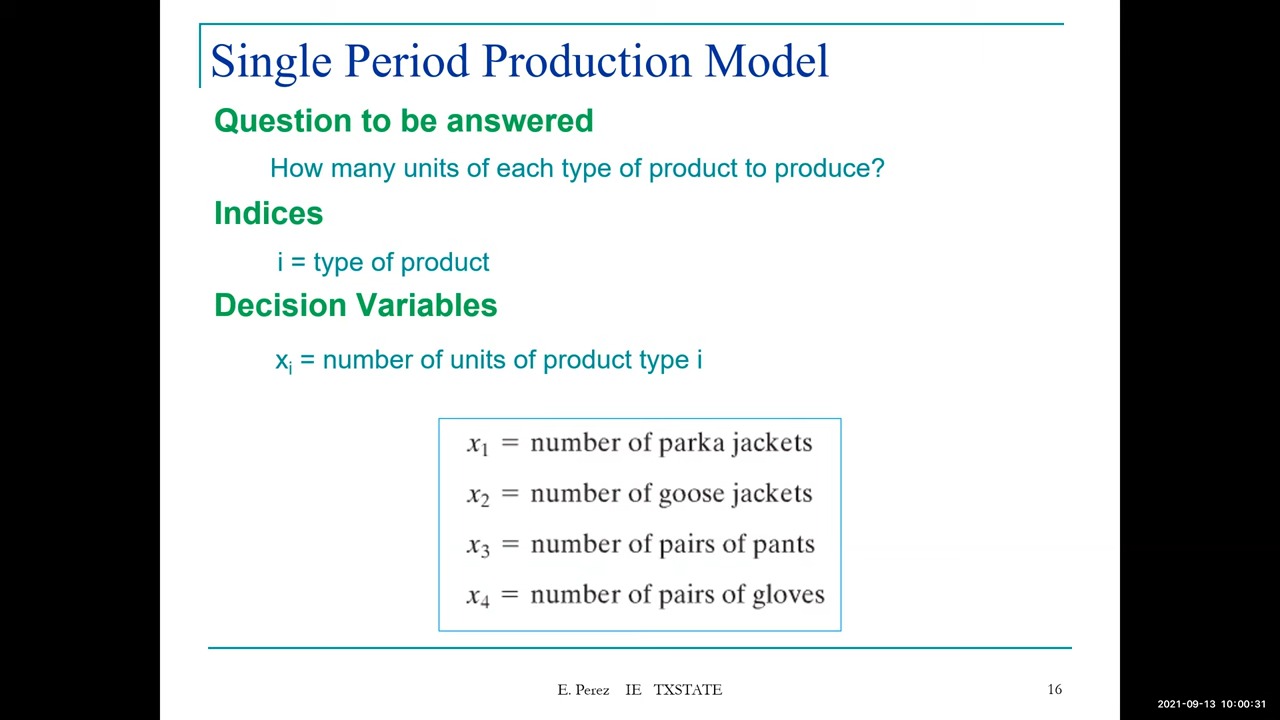 Single Period Production Model
Question to be answered
How many units of each type of product to produce?
Indices
i = type of product
Decision Variables
xi = number of units of product type i
x1 = number of parka jackets
x2 = number of goose jackets
x3 = number of pairs of pants
x4 = number of pairs of gloves
E. Perez IE TXSTATE
16
2021-09-13 10:00:31